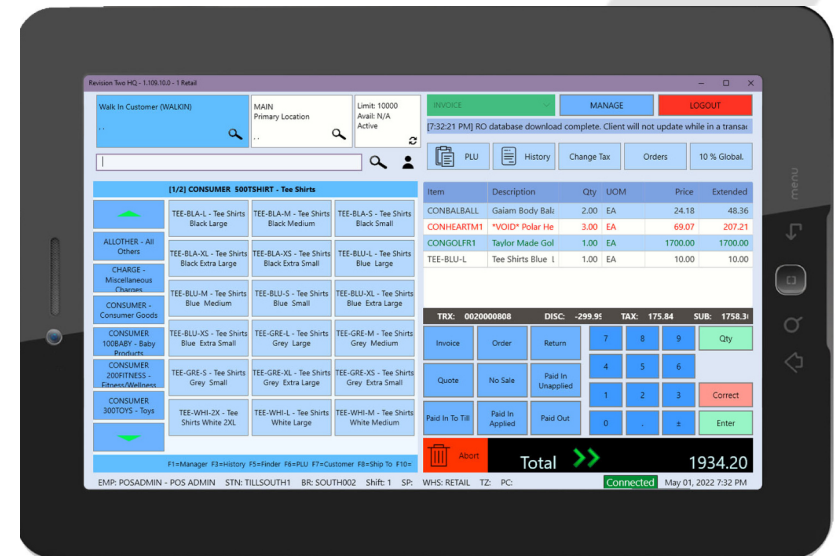 Revision Two HQ - 1.109.10.0 - 1 Retail
Walk In Customer (WALKIN)
. .
MAIN
Primary Location
. .
Limit: 10000
Avail: N/A
Active
INVOICE
MANAGE
LOGOUT
[7:32:21 PM] RO database download complete. Client will not update while in a transac
PLU
History
Change Tax
Orders
10 % Global.
[1/2] CONSUMER 500TSHIRT - Tee Shirts
ALLOTHER - All
Others
CHARGE -
Miscellaneous
Charges
CONSUMER -
Consumer Goods
CONSUMER
100BABY - Baby
Products
CONSUMER
200FITNESS -
Fitness/Wellness
CONSUMER
300TOYS - Toys
TEE-BLA-L - Tee Shirts
Black Large
TEE-BLA-M - Tee Shirts
Black Medium
TEE-BLA-S - Tee Shirts
Black Small
TEE-BLA-XL - Tee Shirts
Black Extra Large
TEE-BLA-XS - Tee Shirts
Black Extra Small
TEE-BLU-L - Tee Shirts
Blue Large
TEE-BLU-M - Tee Shirts
Blue Medium
TEE-BLU-S - Tee Shirts
Blue Small
TEE-BLU-XL - Tee Shirts
Blue Extra Large
TEE-BLU-XS - Tee Shirts
Blue Extra Small
TEE-GRE-L - Tee Shirts
Grey Large
TEE-GRE-M - Tee Shirts
Grey Medium
TEE-GRE-S - Tee Shirts
Grey Small
TEE-GRE-XL - Tee Shirts
Grey Extra Large
TEE-GRE-XS - Tee Shirts
Grey Extra Small
TEE-WHI-2X - Tee
Shirts White 2XL
TEE-WHI-L - Tee Shirts
White Large
TEE-WHI-M - Tee Shirts
White Medium
F1=Manager F3=History F5=Finder F6=PLU F7=Customer F8=Ship To F10=
Item Description Qty UOM Price Extended
CONBALBALL Gaiam Body Bala 2.00 EA 24.18 48.36
CONHEARTM1 *VOID* Polar He 3.00 EA 69.07 207.21
CONGOLFR1 Taylor Made Gol 1.00 EA 1700.00 1700.00
TEE-BLU-L Tee Shirts Blue L 1.00 EA 10.00 10.00
TRX: 0020000808 DISC: -299.95 TAX: 175.84 SUB: 1758.3
Invoice
Order
Return
Quote
No Sale
Paid In
Unapplied
Paid In To Till
Paid In
Applied
Paid Out
7 8 9 Qty
4 5 6
1 2 3 Correct
0 . ± Enter
Abort
Total >> 1934.20
EMP: POSADMIN - POS ADMIN STN: TILLSOUTH1 BR: SOUTH002 Shift: 1 SP: WHS: RETAIL TZ: PC: Connected May 01, 2022 7:32 PM
menu